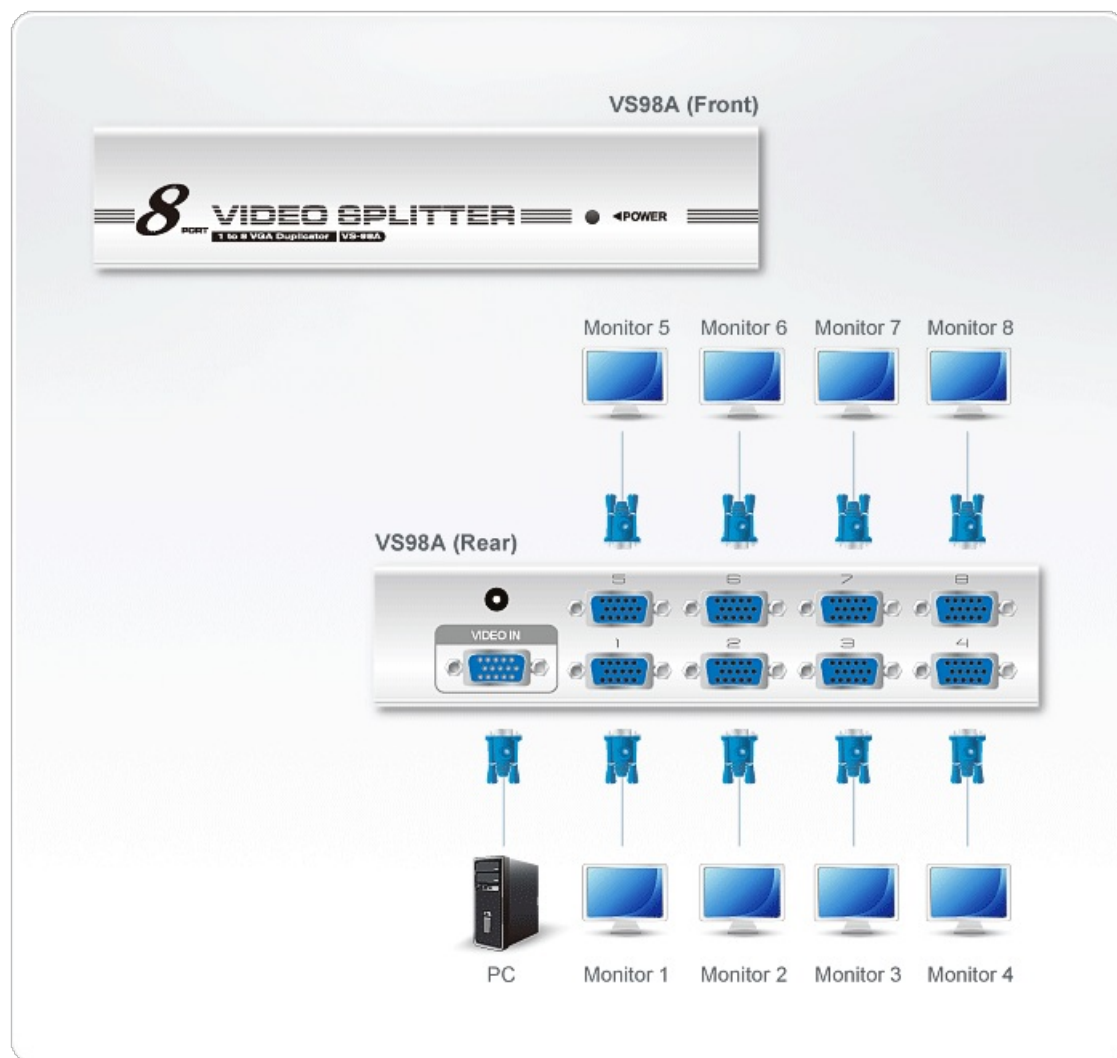 VS98A (Front)
8 PORT VIDEO SPLITTER ◄POWER
1 to 8 VGA Duplicator VS-98A
Monitor 5 Monitor 6 Monitor 7 Monitor 8
VS98A (Rear)
5 6 7 8
VIDEO IN
1 2 3 4
PC Monitor 1 Monitor 2 Monitor 3 Monitor 4